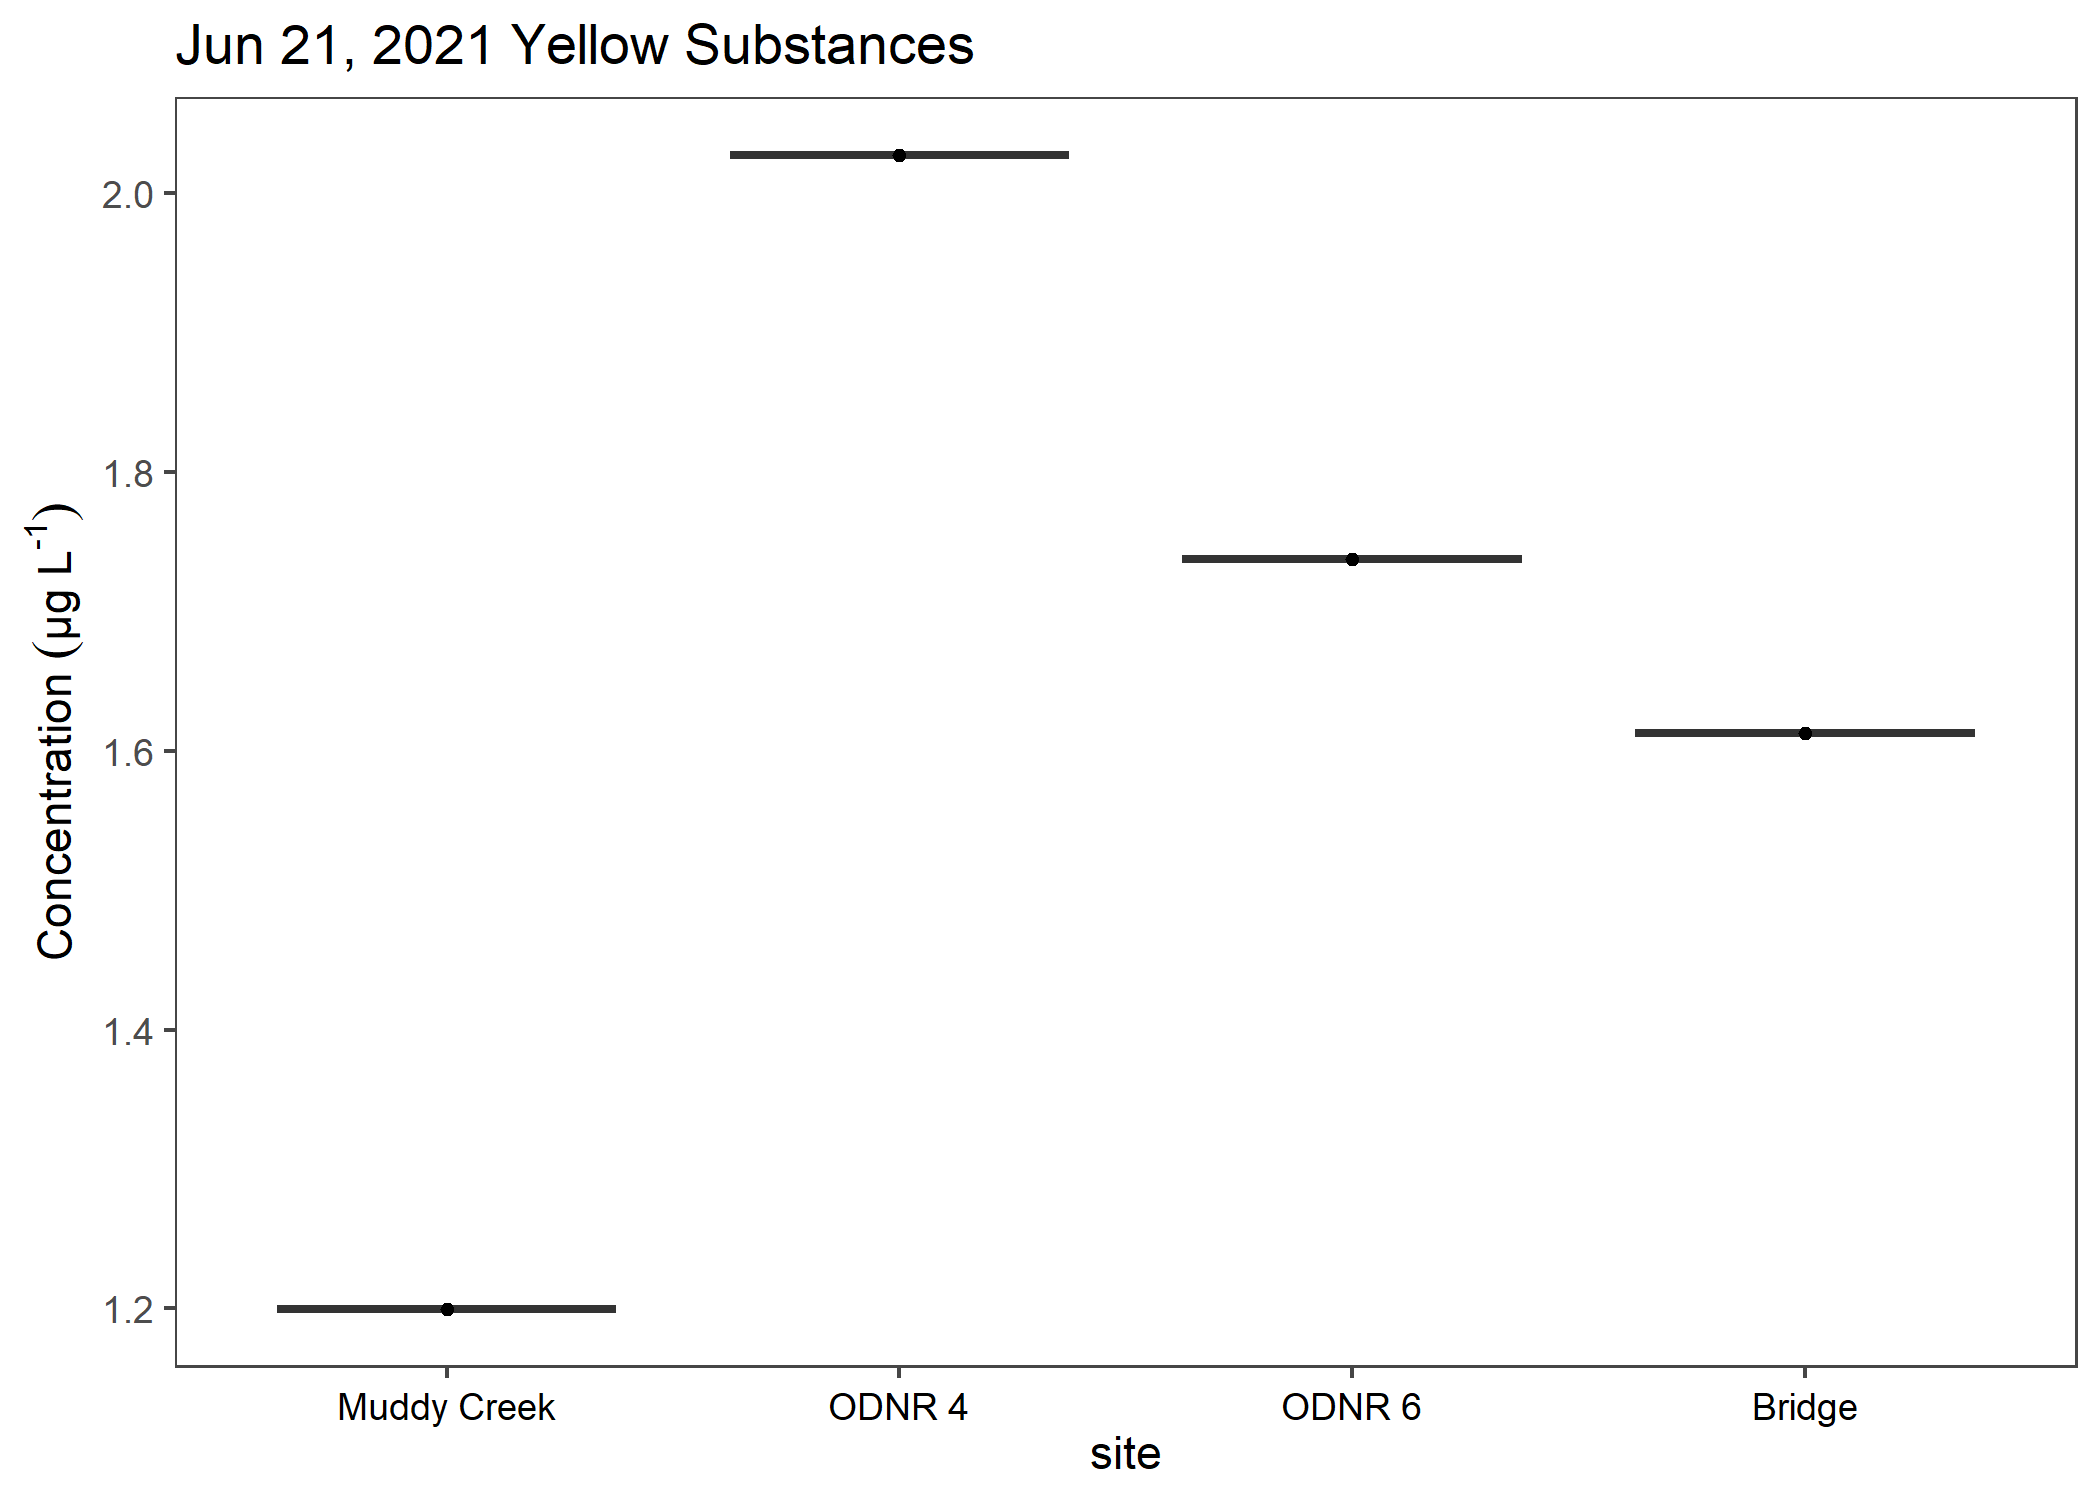 Jun 21, 2021 Yellow Substances
Concentration (µg L⁻¹)
2.0
1.8
1.6
1.4
1.2
Muddy Creek ODNR 4 ODNR 6 Bridge
site